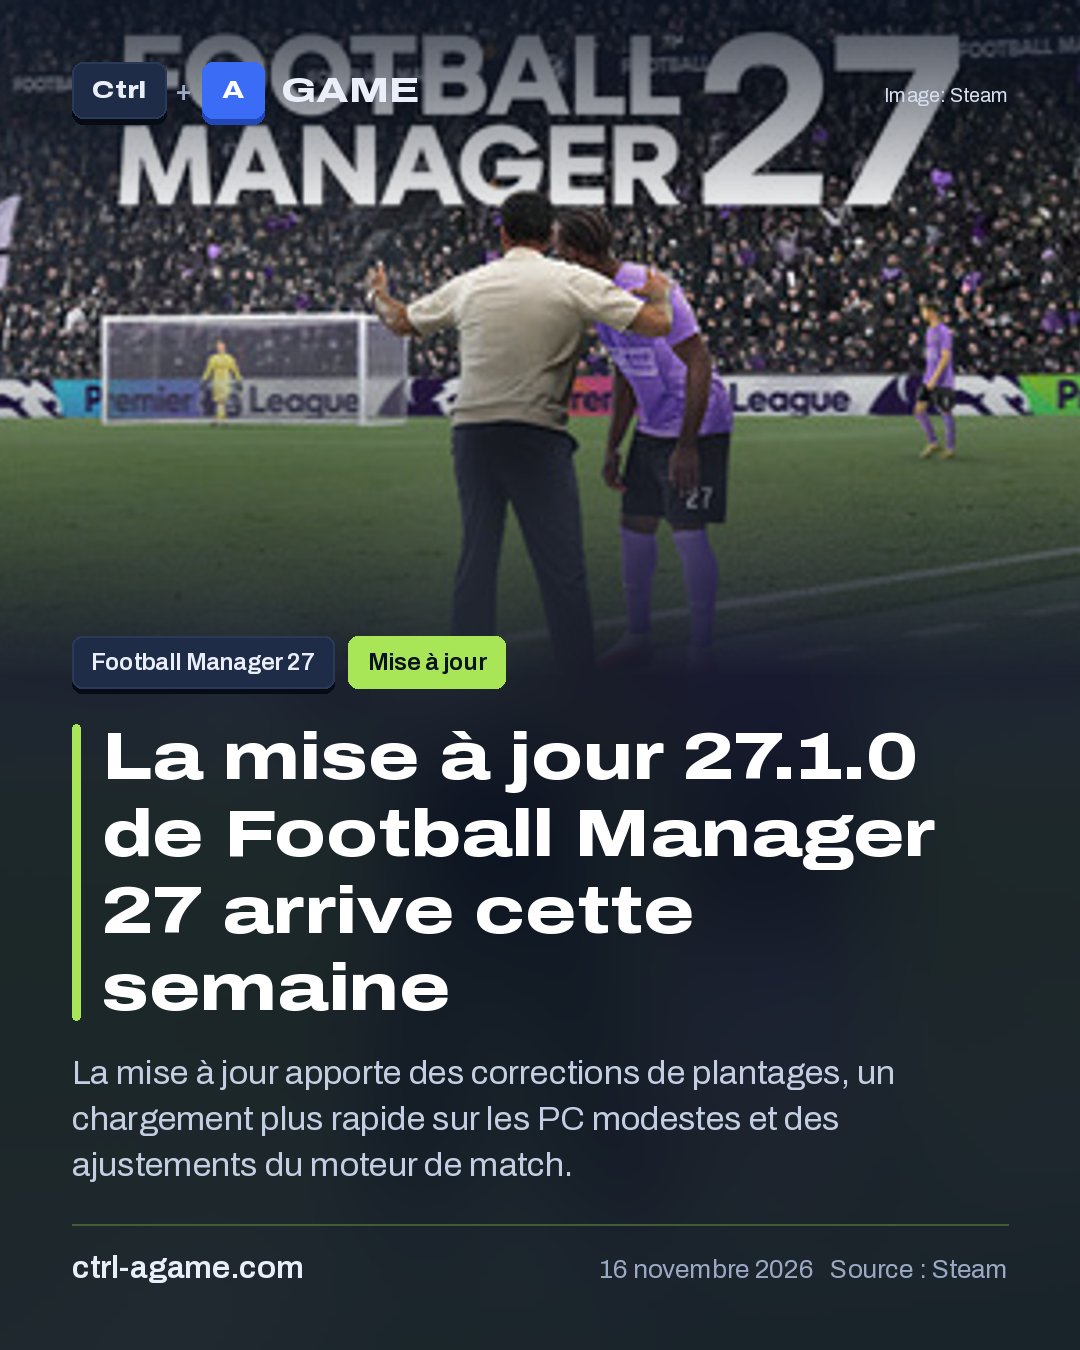 FOOTBALL
MANAGER 27
Ctrl + A GAME
Image: Steam
Premier League
League
27
Football Manager 27
Mise à jour
La mise à jour 27.1.0
de Football Manager
27 arrive cette
semaine
La mise à jour apporte des corrections de plantages, un
chargement plus rapide sur les PC modestes et des
ajustements du moteur de match.
ctrl-agame.com
16 novembre 2026 Source : Steam